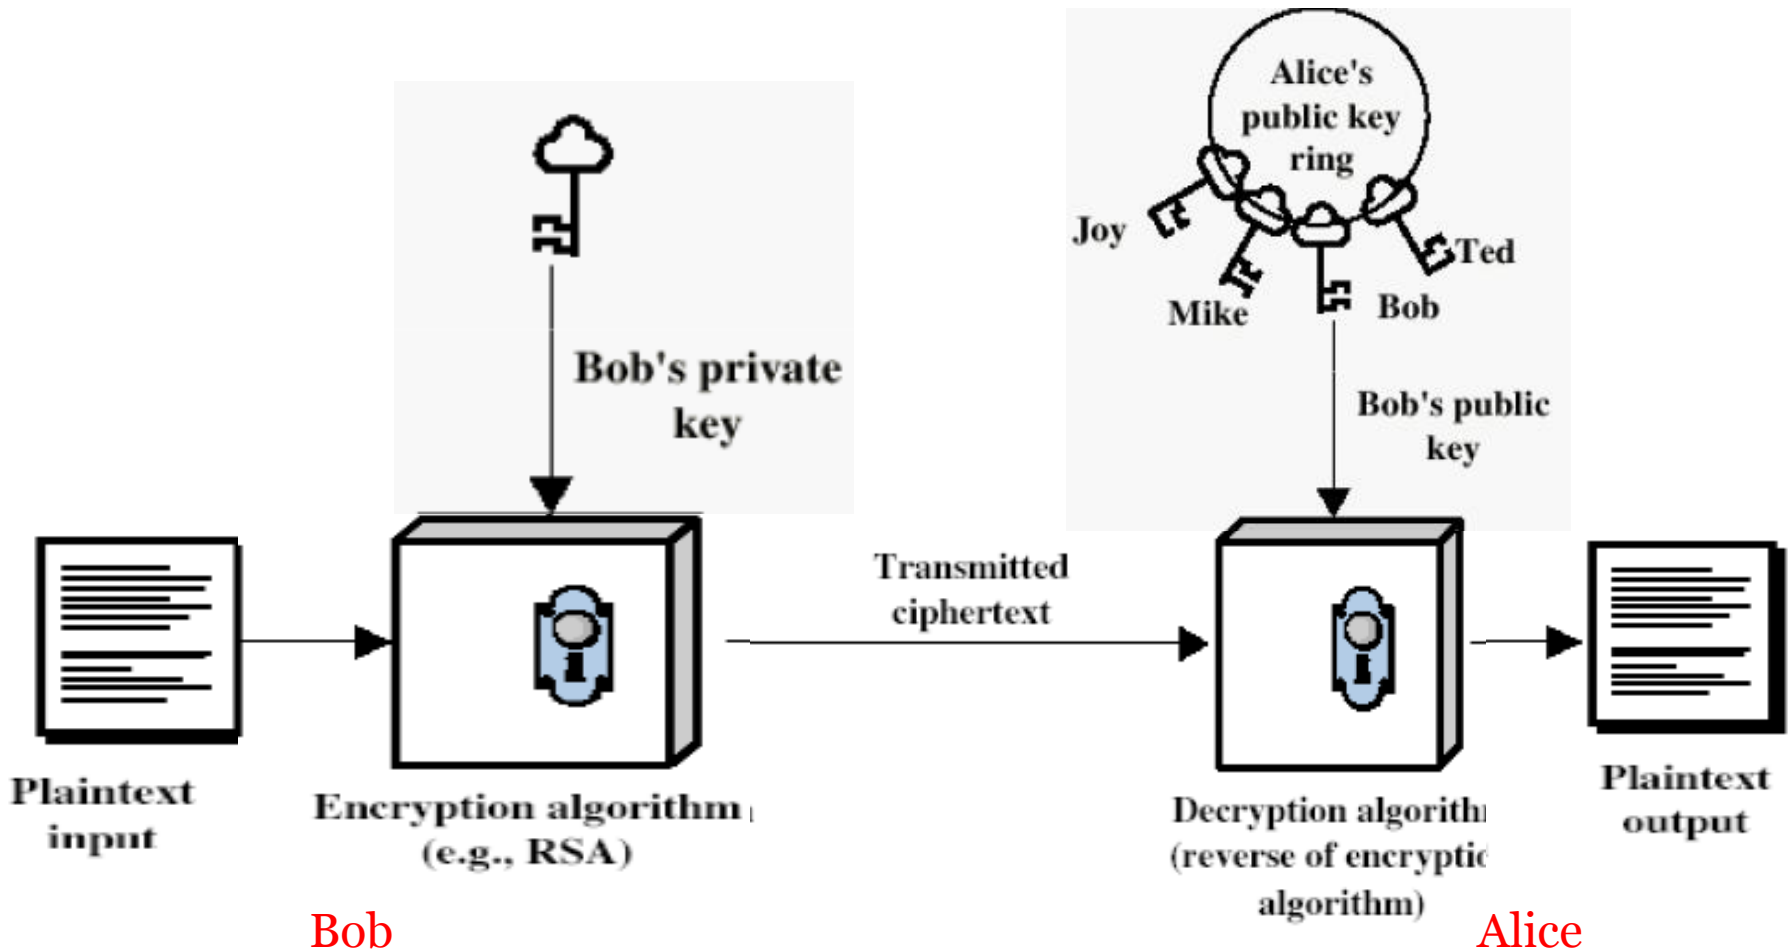 Alice's
public key
ring
Joy
Mike
Bob
Ted
Bob's private
key
Bob's public
key
Transmitted
ciphertext
Plaintext
input
Encryption algorithm
(e.g., RSA)
Decryption algorith
(reverse of encryptic
algorithm)
Plaintext
output
Bob
Alice